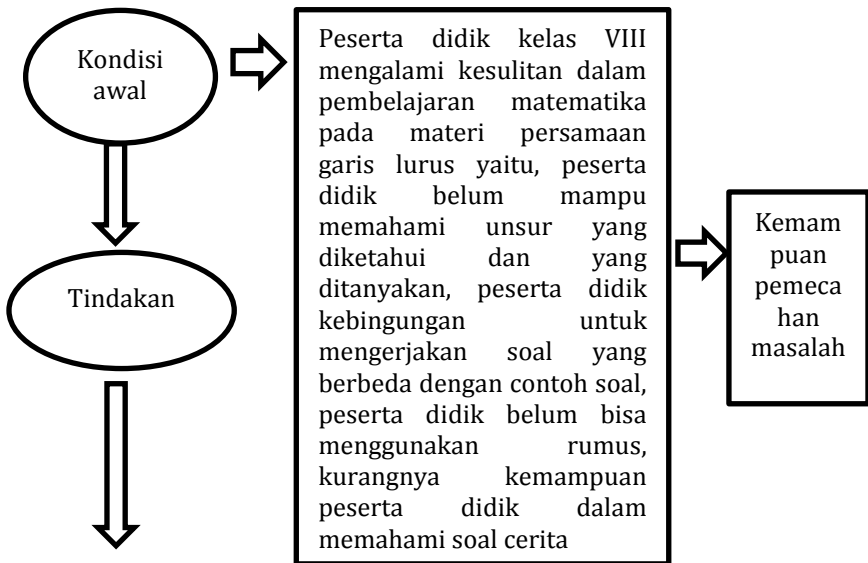 Kondisi
awal
Peserta didik kelas VIII
mengalami kesulitan dalam
pembelajaran matematika
pada materi persamaan
garis lurus yaitu, peserta
didik belum mampu
memahami unsur yang
diketahui dan yang
ditanyakan, peserta didik
kebingungan untuk
mengerjakan soal yang
berbeda dengan contoh soal,
peserta didik belum bisa
menggunakan rumus,
kurangnya kemampuan
peserta didik dalam
memahami soal cerita
Kemam
puan
pemeca
han
masalah
Tindakan